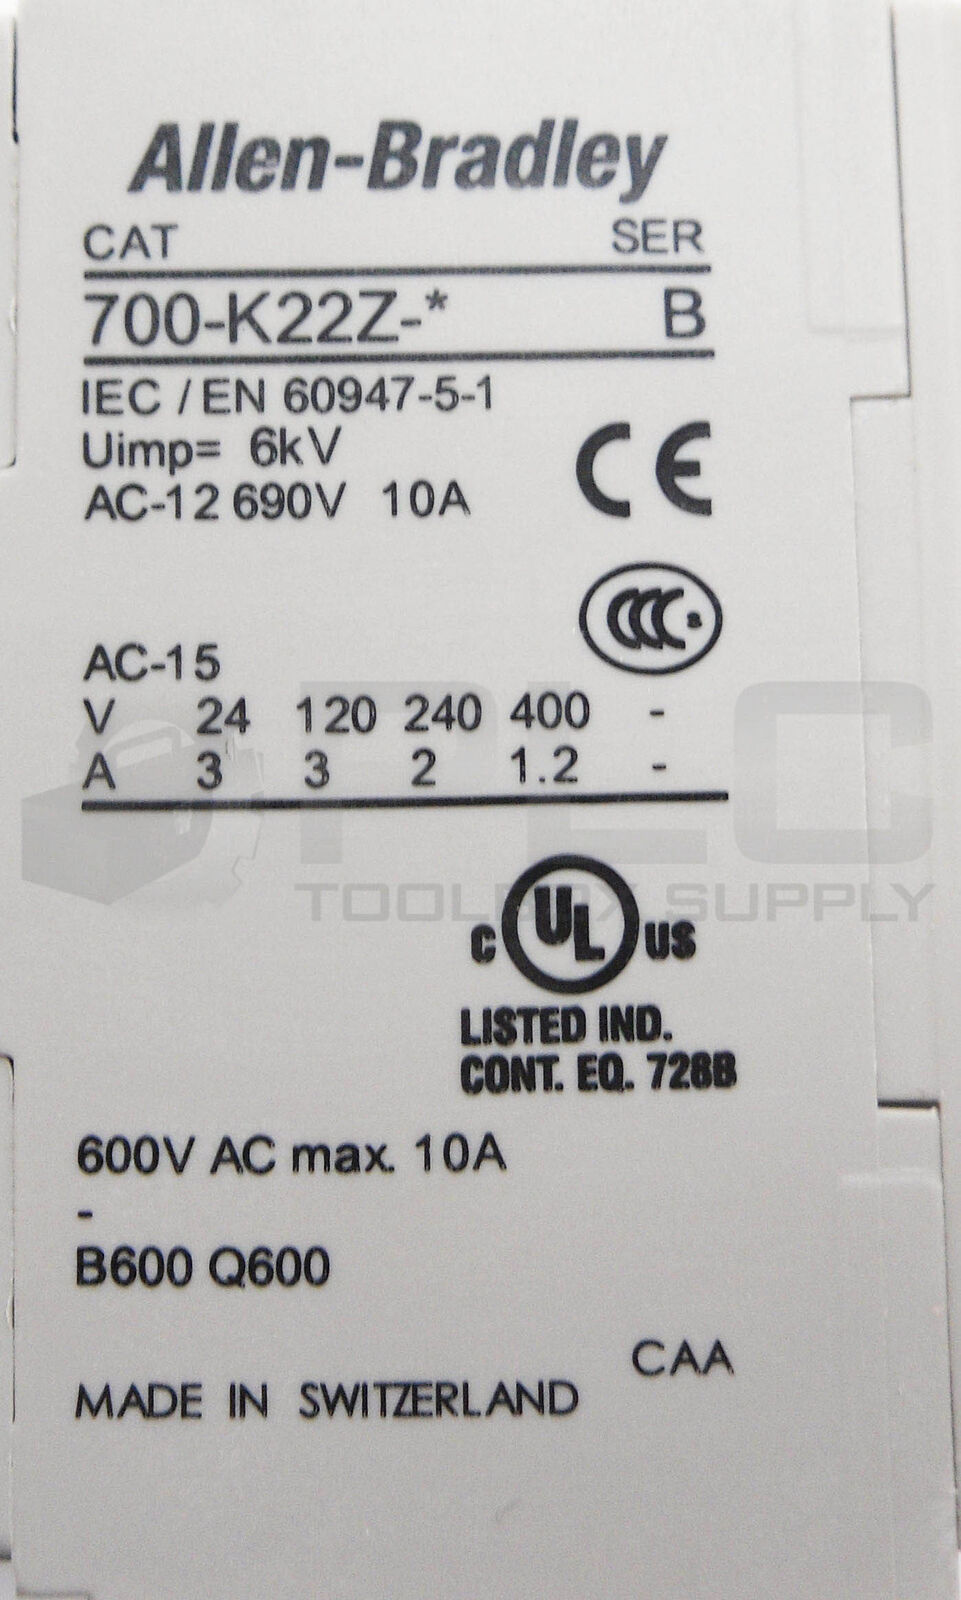 Allen-Bradley
CAT SER
700-K22Z-* B
IEC / EN 60947-5-1
Uimp= 6kV
CE
AC-12 690V 10A
CCC S
AC-15
V 24 120 240 400 -
A 3 3 2 1.2 -
PLC
TOOLBOX SUPPLY
C UL US
LISTED IND.
CONT. EQ. 728B
600V AC max. 10A
-
B600 Q600
CAA
MADE IN SWITZERLAND